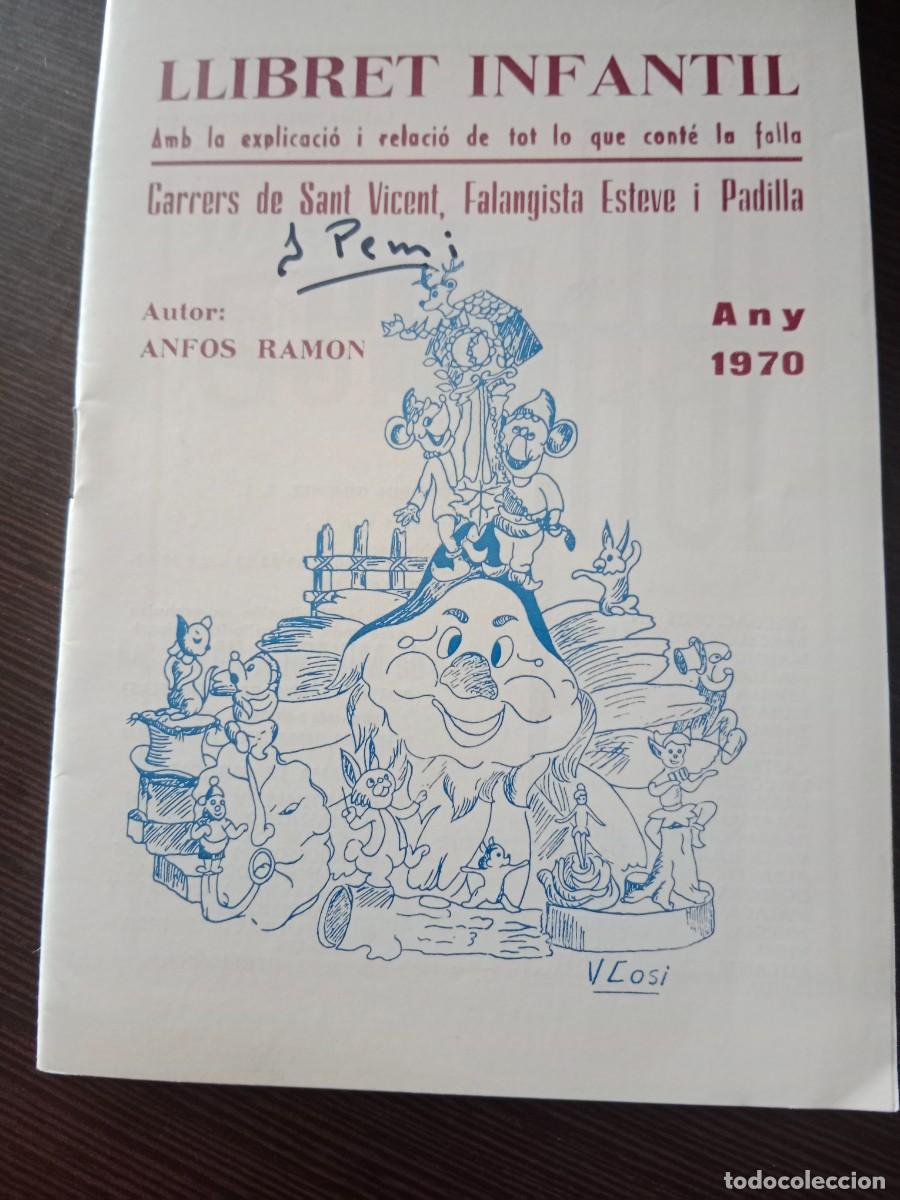 LLIBRET INFANTIL
Amb la explicació i relació de tot lo que conté la falla
Carrers de Sant Vicent, Falangista Esteve i Padilla
Autor:
ANFOS RAMON
Any
1970
V Cosi
todocoleccion